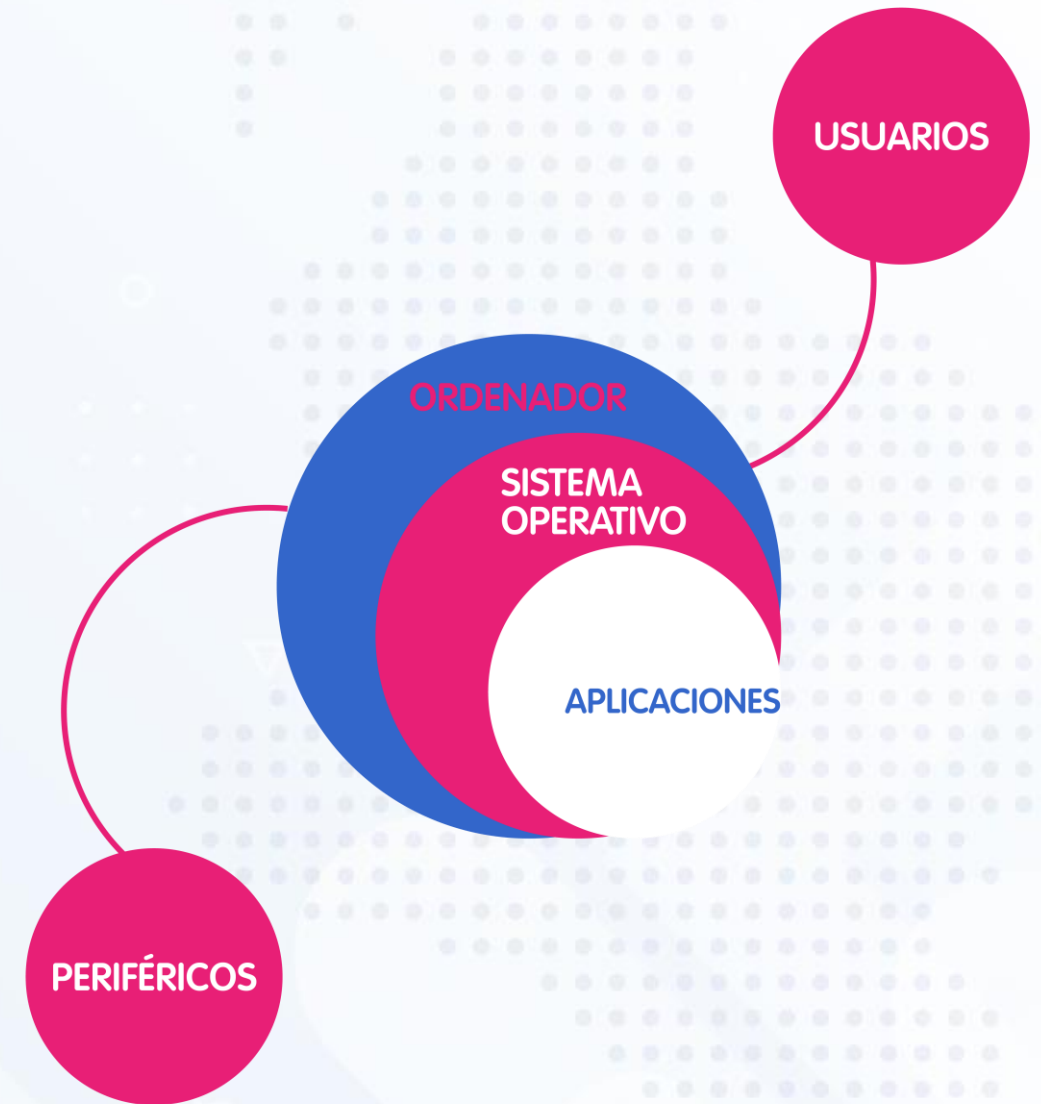 USUARIOS
ORDENADOR
SISTEMA
OPERATIVO
APLICACIONES
PERIFÉRICOS